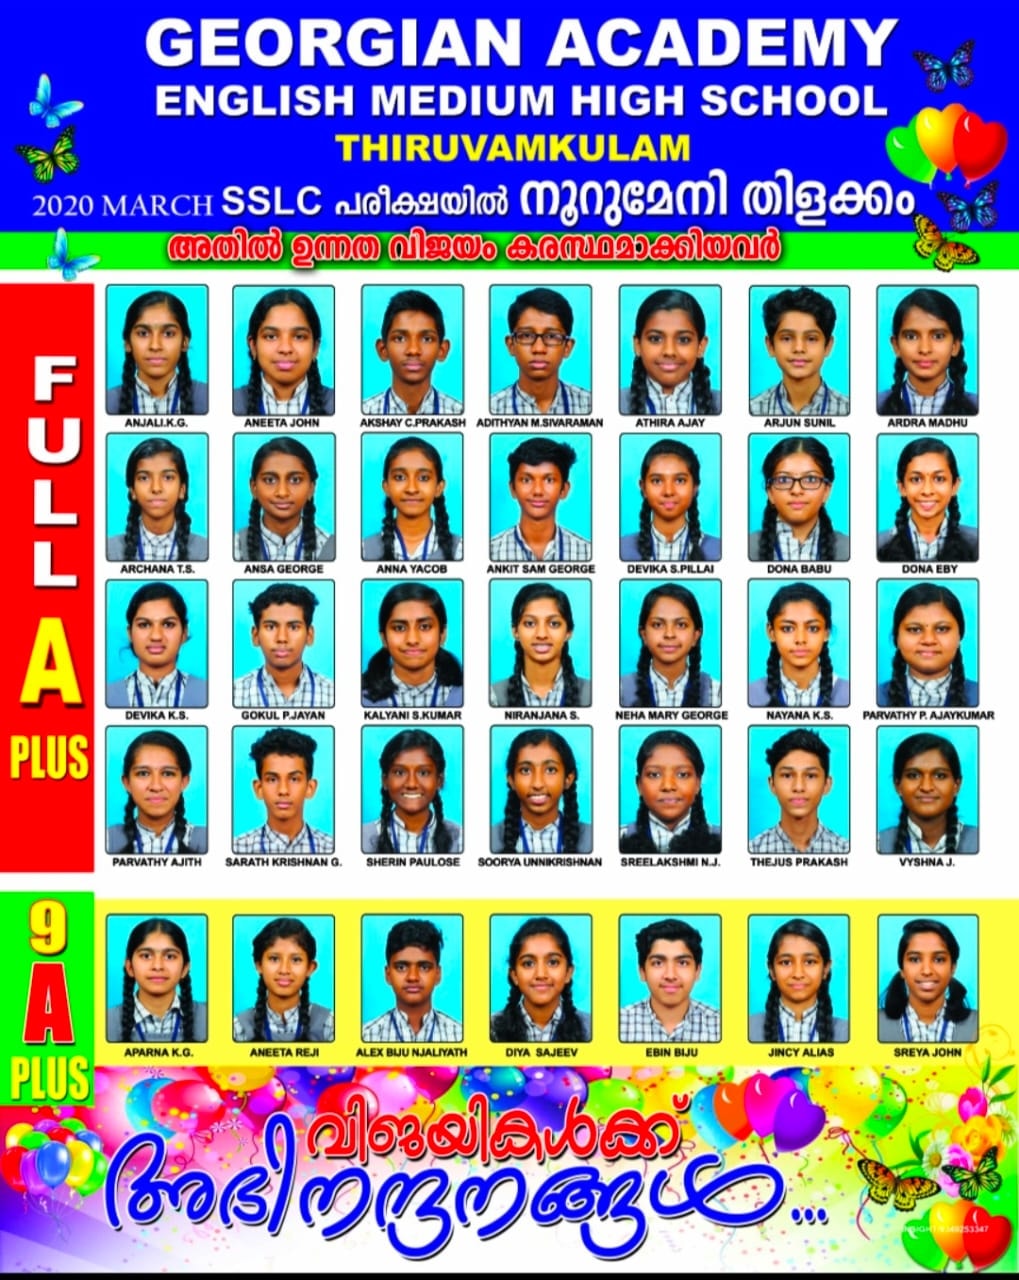 GEORGIAN ACADEMY
ENGLISH MEDIUM HIGH SCHOOL
THIRUVAMKULAM
2020 MARCH SSLC പരീക്ഷയിൽ നൂറുമേനി തിളക്കം
അതിൽ ഉന്നത വിജയം കരസ്ഥമാക്കിയവർ
FULL A PLUS
ANJALI.K.G. ANEETA JOHN AKSHAY C.PRAKASH ADITHYAN M.SIVARAMAN ATHIRA AJAY ARJUN SUNIL ARDRA MADHU
ARCHANA T.S. ANSA GEORGE ANNA YACOB ANKIT SAM GEORGE DEVIKA S.PILLAI DONA BABU DONA EBY
DEVIKA K.S. GOKUL P.JAYAN KALYANI S.KUMAR NIRANJANA S. NEHA MARY GEORGE NAYANA K.S. PARVATHY P. AJAYKUMAR
PARVATHY AJITH SARATH KRISHNAN G. SHERIN PAULOSE SOORYA UNNIKRISHNAN SREELAKSHMI N.J. THEJUS PRAKASH VYSHNA J.
9 A PLUS
APARNA K.G. ANEETA REJI ALEX BIJU NJALIYATH DIYA SAJEEV EBIN BIJU JINCY ALIAS SREYA JOHN
വിജയികൾക്ക്
അഭിനന്ദനങ്ങൾ...